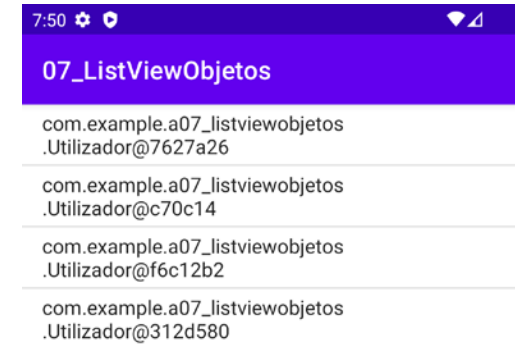 7:50
07_ListViewObjetos
com.example.a07_listviewobjetos
.Utilizador@7627a26
com.example.a07_listviewobjetos
.Utilizador@c70c14
com.example.a07_listviewobjetos
.Utilizador@f6c12b2
com.example.a07_listviewobjetos
.Utilizador@312d580